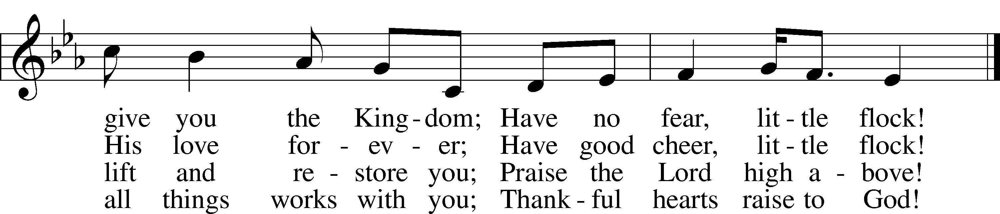 give you the King - dom; Have no fear, lit - tle flock!
His love for - ev - er; Have good cheer, lit - tle flock!
lift and re - store you; Praise the Lord high a - bove!
all things works with you; Thank - ful hearts raise to God!